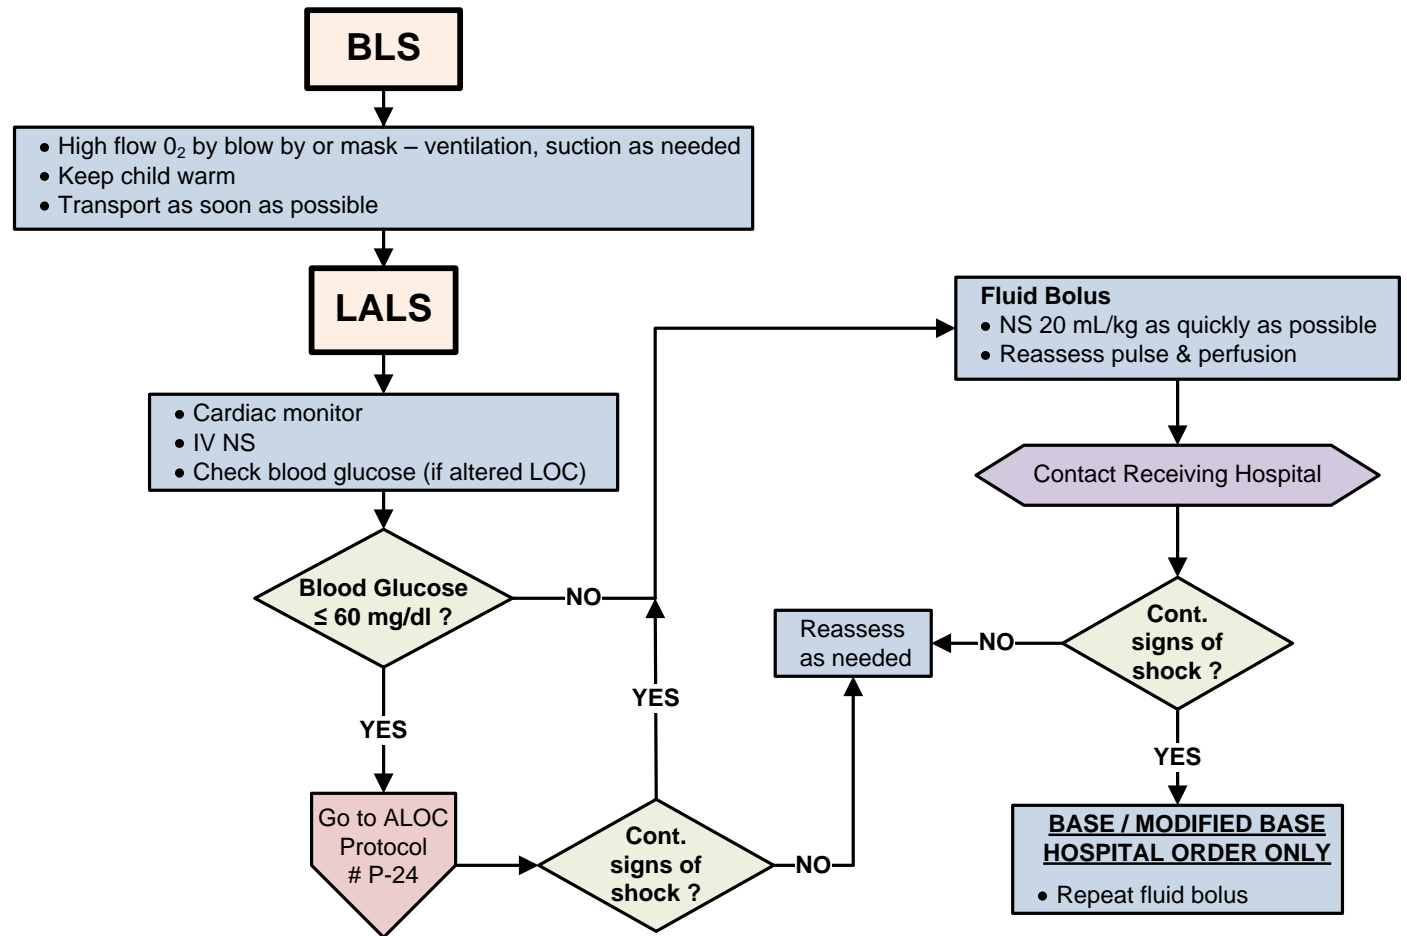 BLS
• High flow 0₂ by blow by or mask – ventilation, suction as needed
• Keep child warm
• Transport as soon as possible
LALS
• Cardiac monitor
• IV NS
• Check blood glucose (if altered LOC)
Blood Glucose
≤ 60 mg/dl ?
NO
YES
Go to ALOC
Protocol
# P-24
Cont.
signs of
shock ?
YES
NO
Reassess
as needed
Fluid Bolus
• NS 20 mL/kg as quickly as possible
• Reassess pulse & perfusion
Contact Receiving Hospital
Cont.
signs of
shock ?
NO
YES
BASE / MODIFIED BASE
HOSPITAL ORDER ONLY
• Repeat fluid bolus